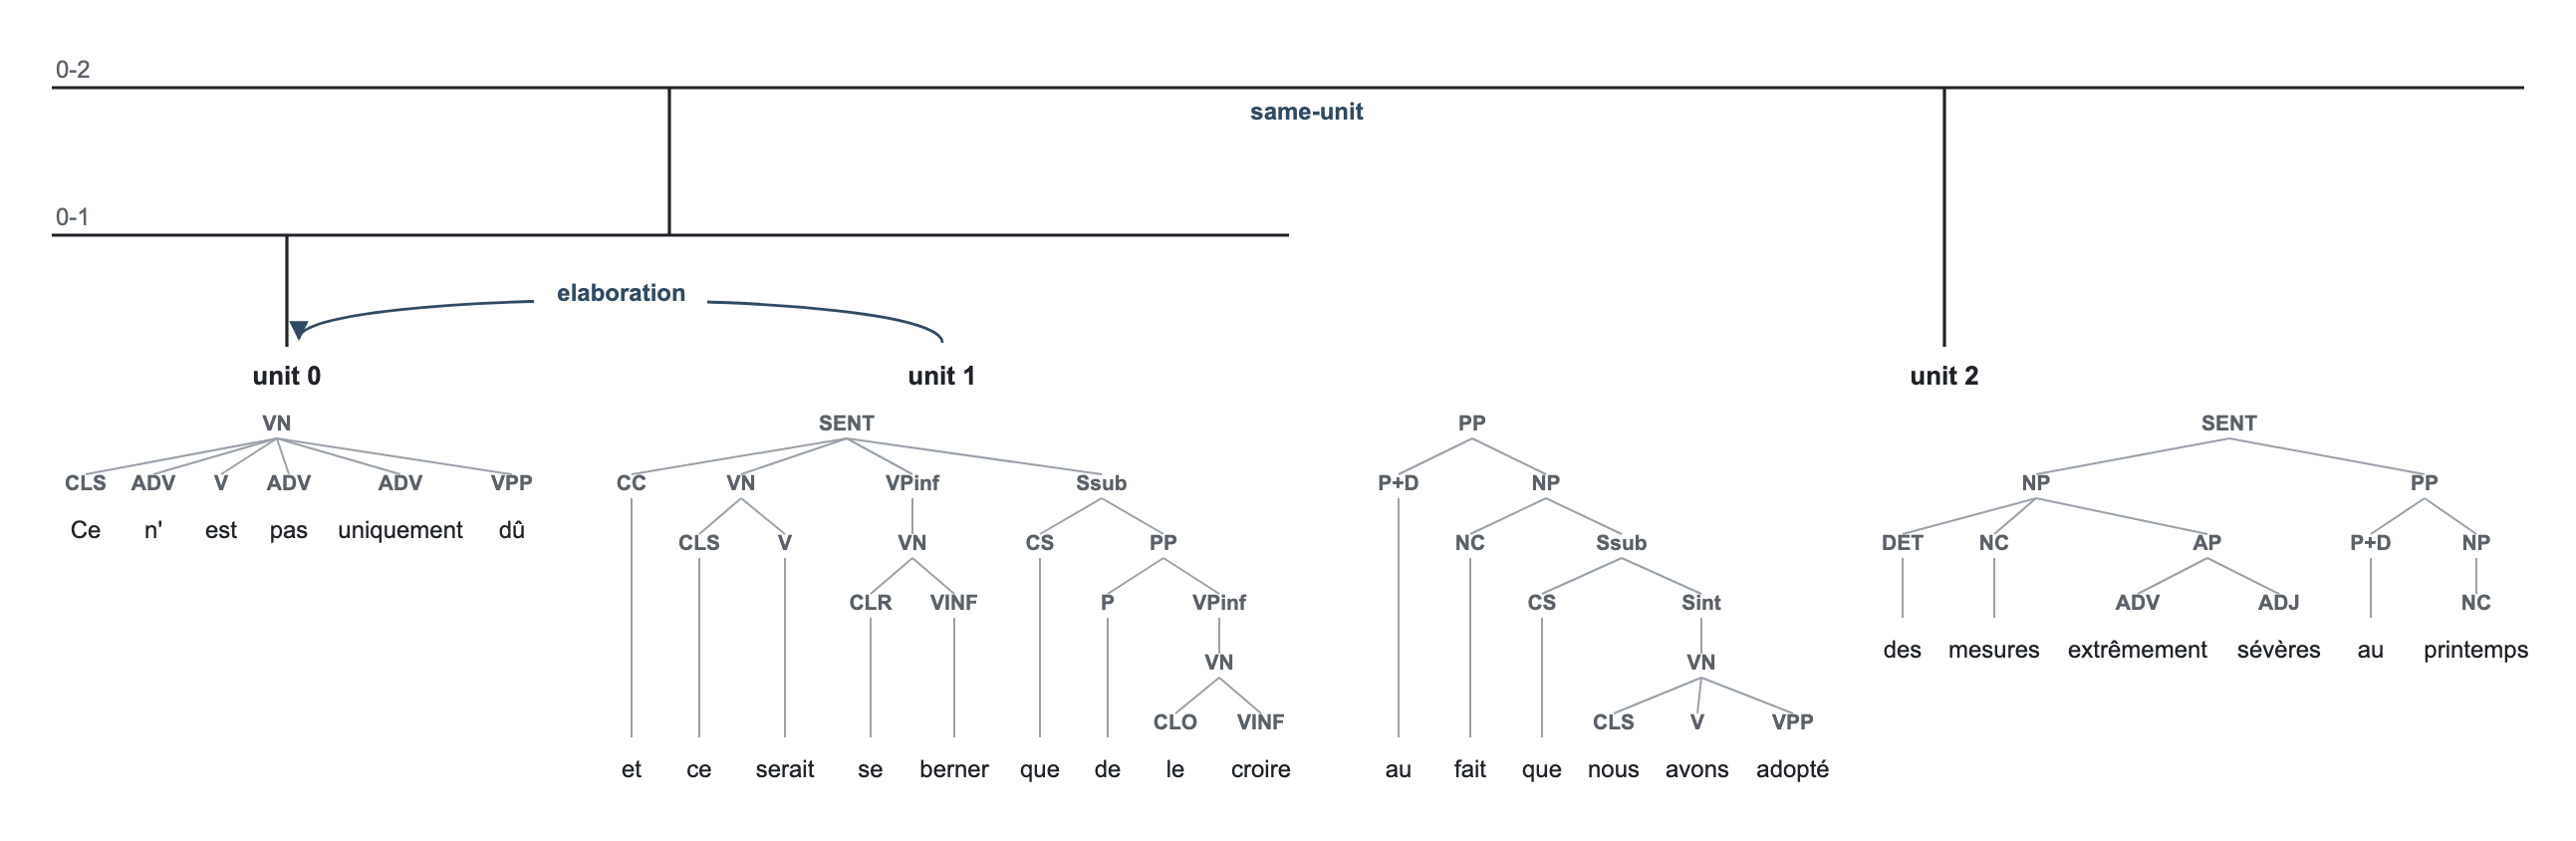 0-2
same-unit
0-1
elaboration
unit 0 unit 1 unit 2
VN SENT PP SENT
CLS ADV V ADV ADV VPP CC VN VPinf Ssub P+D NP NP PP
Ce n' est pas uniquement dû
CLS V VN CS PP NC Ssub DET NC AP P+D NP
CLR VINF P VPinf CS Sint ADV ADJ NC
des mesures extrêmement sévères au printemps
VN VN
CLO VINF CLS V VPP
et ce serait se berner que de le croire au fait que nous avons adopté